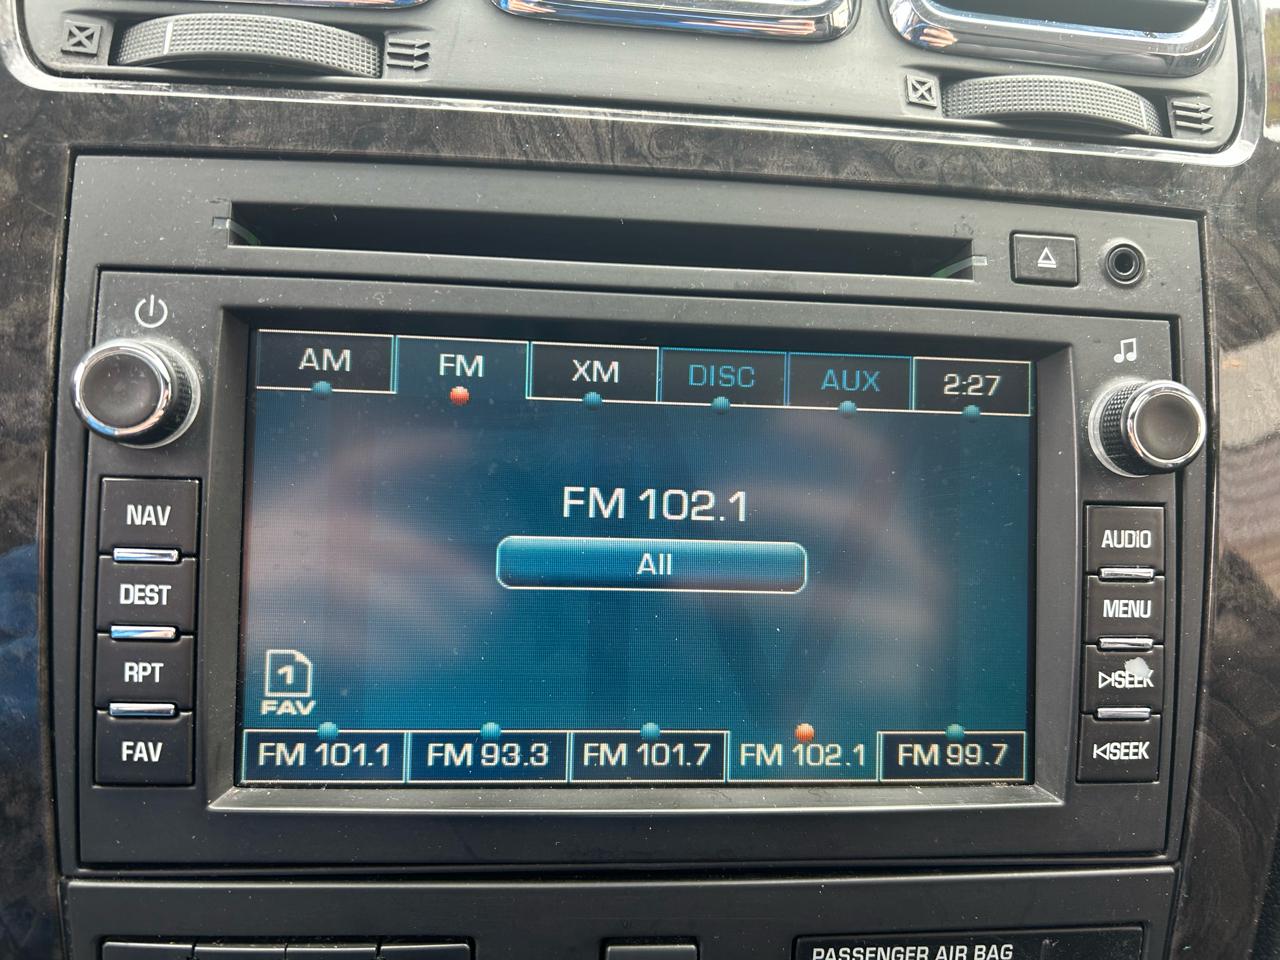 AM FM XM DISC AUX 2:27
FM 102.1
All
1
FAV
FM 101.1 FM 93.3 FM 101.7 FM 102.1 FM 99.7
NAV
DEST
RPT
FAV
AUDIO
MENU
SEEK
SEEK
PASSENGER AIR BAG